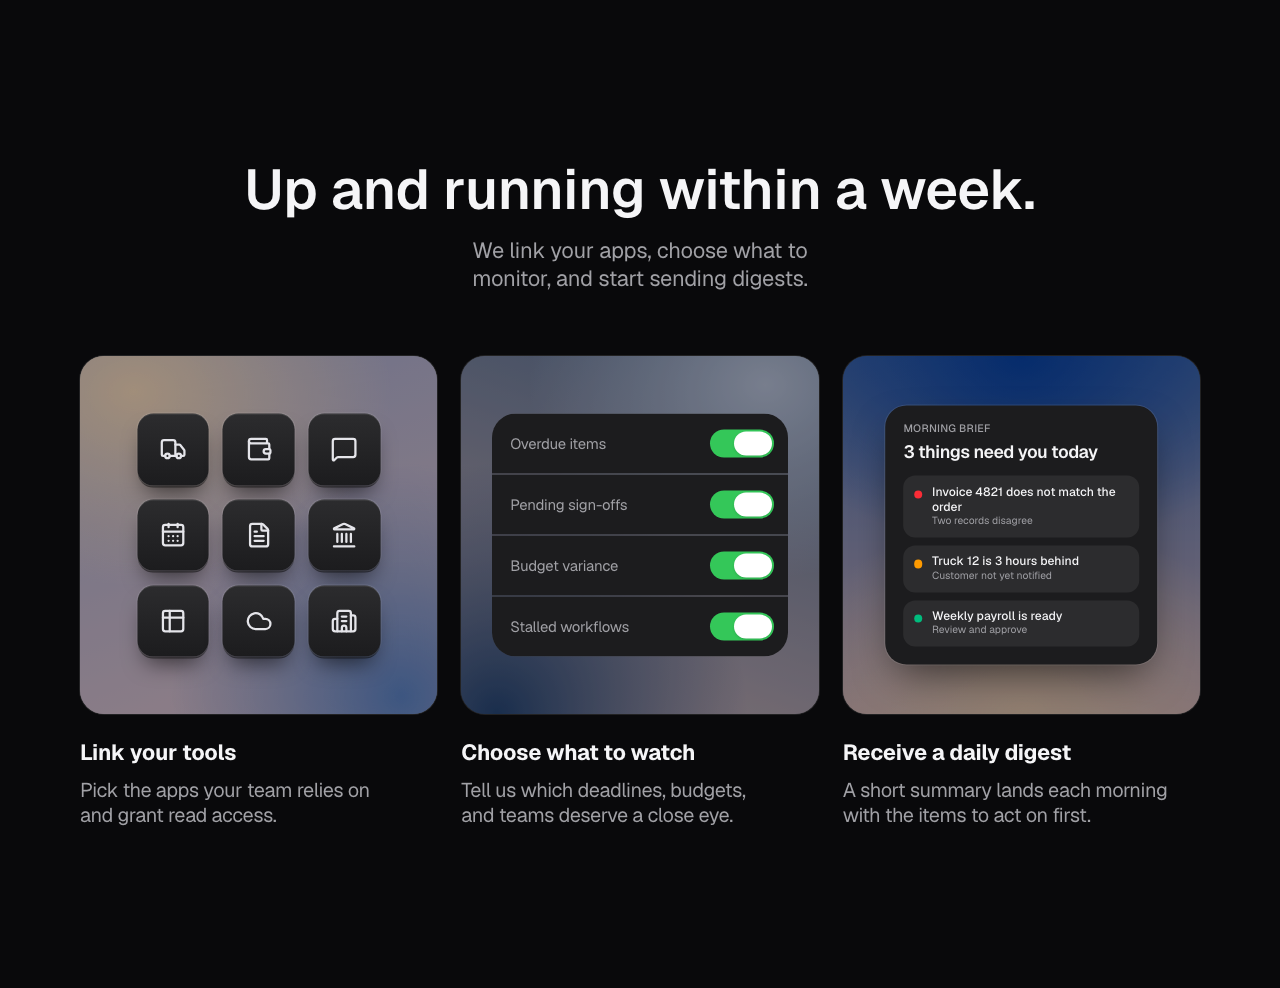 Up and running within a week.
We link your apps, choose what to
monitor, and start sending digests.
Overdue items
Pending sign-offs
Budget variance
Stalled workflows
MORNING BRIEF
3 things need you today
Invoice 4821 does not match the
order
Two records disagree
Truck 12 is 3 hours behind
Customer not yet notified
Weekly payroll is ready
Review and approve
Link your tools
Pick the apps your team relies on
and grant read access.
Choose what to watch
Tell us which deadlines, budgets,
and teams deserve a close eye.
Receive a daily digest
A short summary lands each morning
with the items to act on first.